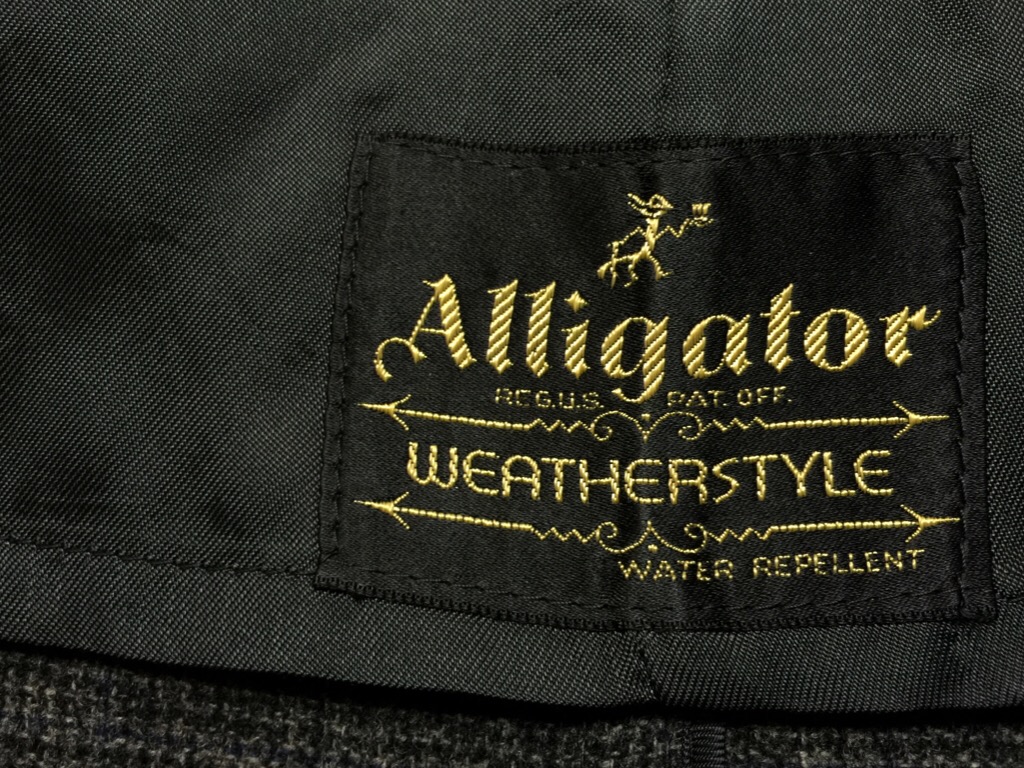 Alligator
REG.U.S. PAT. OFF.
WEATHERSTYLE
WATER REPELLENT